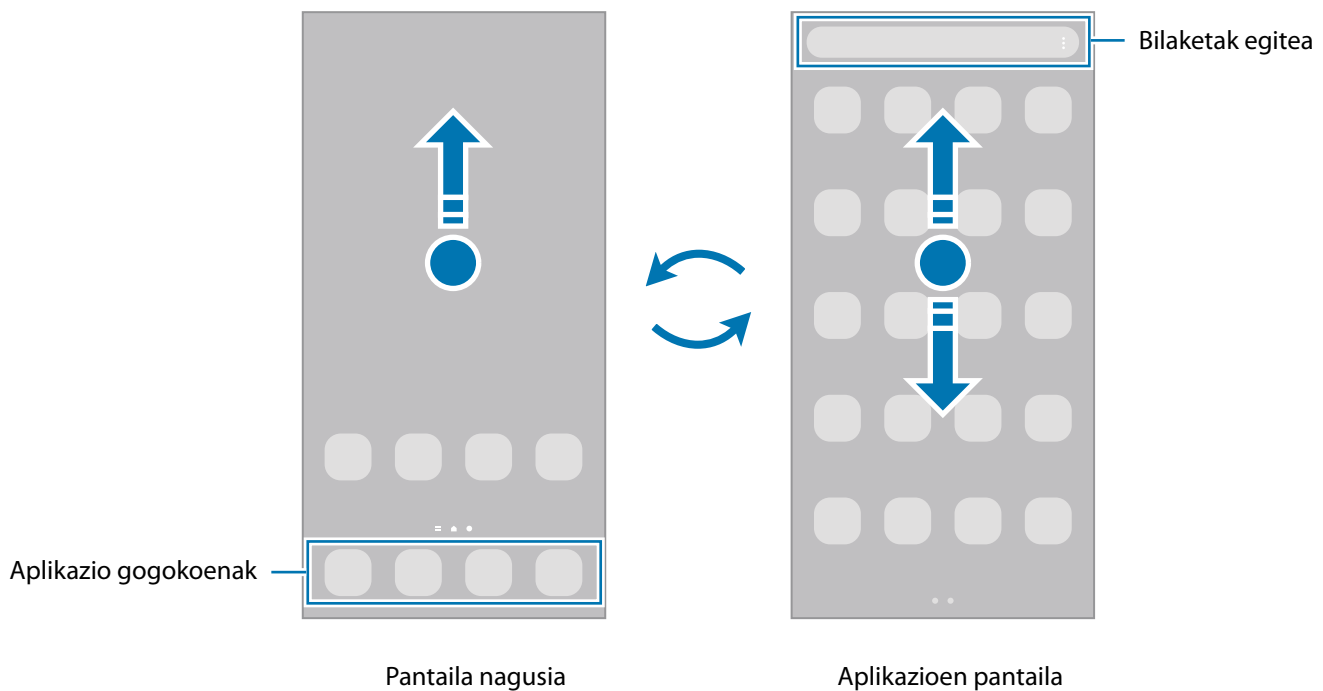 Bilaketak egitea
Aplikazio gogokoenak
Pantaila nagusia
Aplikazioen pantaila